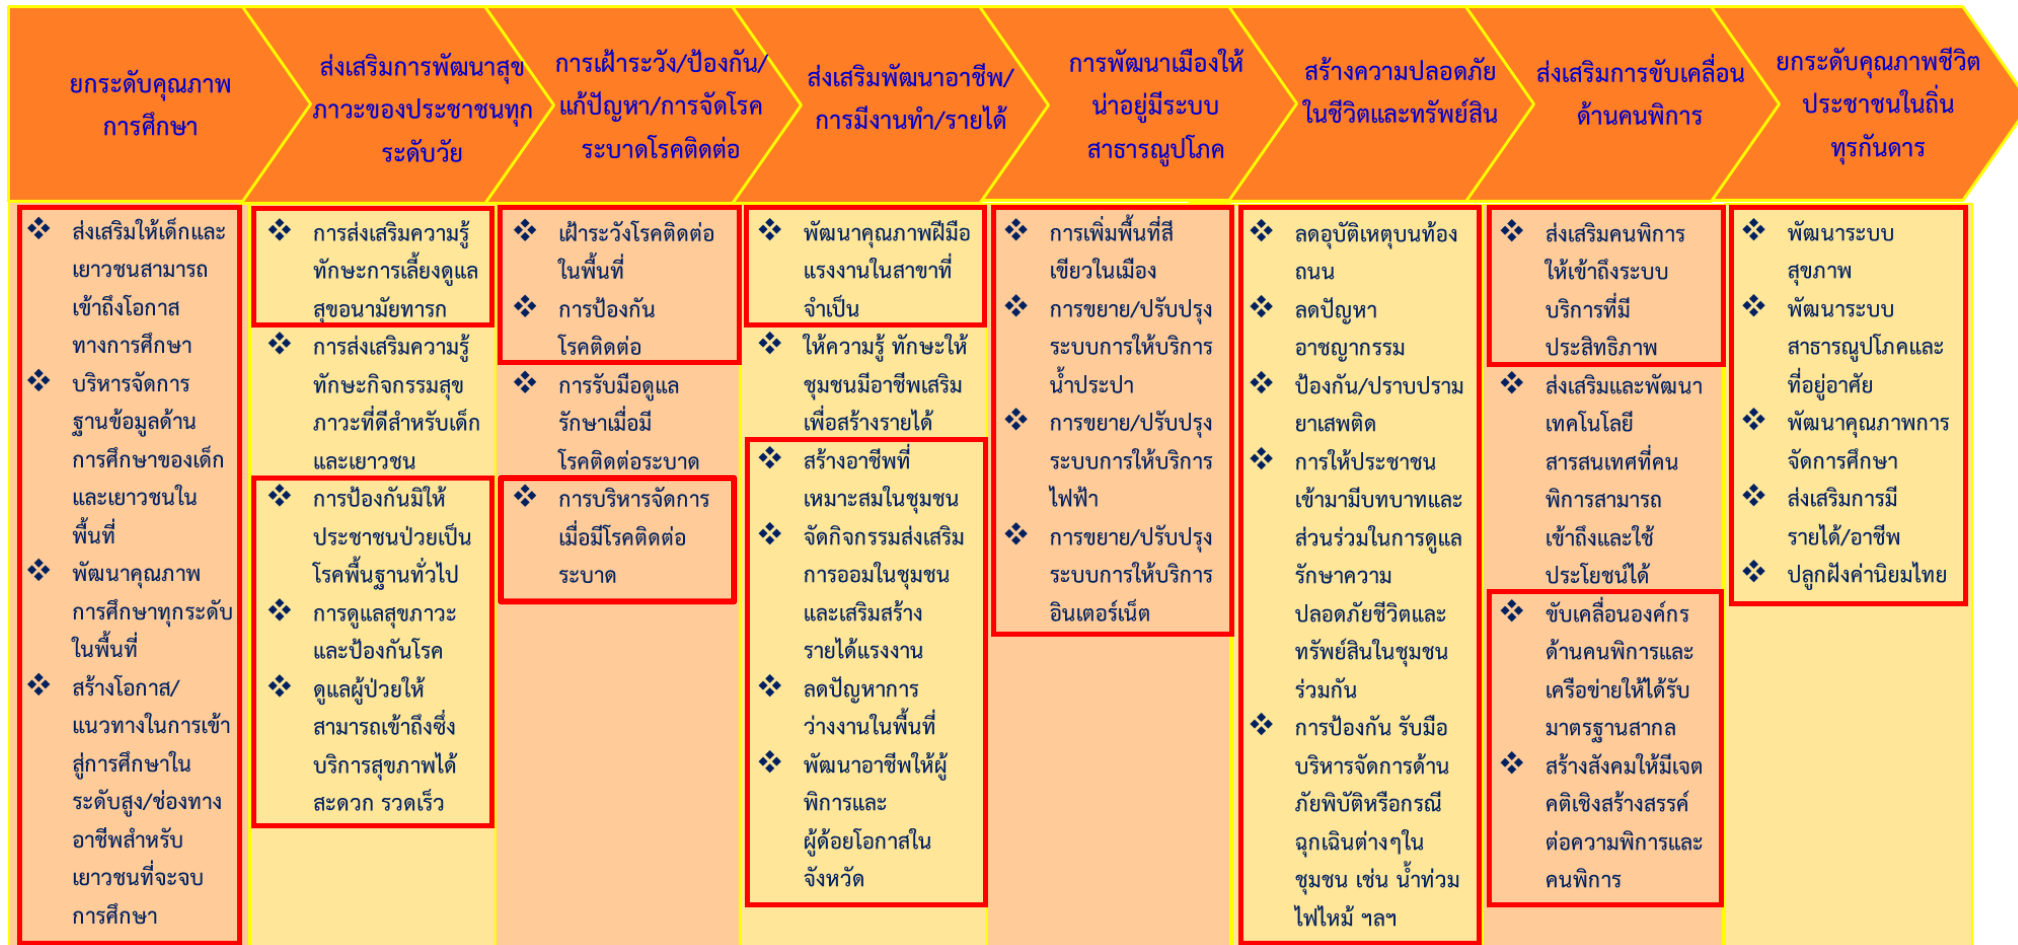 ยกระดับคุณภาพ
การศึกษา
ส่งเสริมการพัฒนาสุข
ภาวะของประชาชนทุก
ระดับวัย
การเฝ้าระวัง/ป้องกัน/
แก้ปัญหา/การจัดโรค
ระบาดโรคติดต่อ
ส่งเสริมพัฒนาอาชีพ/
การมีงานทำ/รายได้
การพัฒนาเมืองให้
น่าอยู่มีระบบ
สาธารณูปโภค
สร้างความปลอดภัย
ในชีวิตและทรัพย์สิน
ส่งเสริมการขับเคลื่อน
ด้านคนพิการ
ยกระดับคุณภาพชีวิต
ประชาชนในถิ่น
ทุรกันดาร
❖ ส่งเสริมให้เด็กและ
เยาวชนสามารถ
เข้าถึงโอกาส
ทางการศึกษา
❖ บริหารจัดการ
ฐานข้อมูลด้าน
การศึกษาของเด็ก
และเยาวชนใน
พื้นที่
❖ พัฒนาคุณภาพ
การศึกษาทุกระดับ
ในพื้นที่
❖ สร้างโอกาส/
แนวทางในการเข้า
สู่การศึกษาใน
ระดับสูง/ช่องทาง
อาชีพสำหรับ
เยาวชนที่จะจบ
การศึกษา
❖ การส่งเสริมความรู้
ทักษะการเลี้ยงดูแล
สุขอนามัยทารก
❖ การส่งเสริมความรู้
ทักษะกิจกรรมสุข
ภาวะที่ดีสำหรับเด็ก
และเยาวชน
❖ การป้องกันมิให้
ประชาชนป่วยเป็น
โรคพื้นฐานทั่วไป
❖ การดูแลสุขภาวะ
และป้องกันโรค
❖ ดูแลผู้ป่วยให้
สามารถเข้าถึงซึ่ง
บริการสุขภาพได้
สะดวก รวดเร็ว
❖ เฝ้าระวังโรคติดต่อ
ในพื้นที่
❖ การป้องกัน
โรคติดต่อ
❖ การรับมือดูแล
รักษาเมื่อมี
โรคติดต่อระบาด
❖ การบริหารจัดการ
เมื่อมีโรคติดต่อ
ระบาด
❖ พัฒนาคุณภาพฝีมือ
แรงงานในสาขาที่
จำเป็น
❖ ให้ความรู้ ทักษะให้
ชุมชนมีอาชีพเสริม
เพื่อสร้างรายได้
❖ สร้างอาชีพที่
เหมาะสมในชุมชน
❖ จัดกิจกรรมส่งเสริม
การออมในชุมชน
และเสริมสร้าง
รายได้แรงงาน
❖ ลดปัญหาการ
ว่างงานในพื้นที่
❖ พัฒนาอาชีพให้ผู้
พิการและ
ผู้ด้อยโอกาสใน
จังหวัด
❖ การเพิ่มพื้นที่สี
เขียวในเมือง
❖ การขยาย/ปรับปรุง
ระบบการให้บริการ
น้ำประปา
❖ การขยาย/ปรับปรุง
ระบบการให้บริการ
ไฟฟ้า
❖ การขยาย/ปรับปรุง
ระบบการให้บริการ
อินเตอร์เน็ต
❖ ลดอุบัติเหตุบนท้อง
ถนน
❖ ลดปัญหา
อาชญากรรม
❖ ป้องกัน/ปราบปราม
ยาเสพติด
❖ การให้ประชาชน
เข้ามามีบทบาทและ
ส่วนร่วมในการดูแล
รักษาความ
ปลอดภัยชีวิตและ
ทรัพย์สินในชุมชน
ร่วมกัน
❖ การป้องกัน รับมือ
บริหารจัดการด้าน
ภัยพิบัติหรือกรณี
ฉุกเฉินต่างๆใน
ชุมชน เช่น น้ำท่วม
ไฟไหม้ ฯลฯ
❖ ส่งเสริมคนพิการ
ให้เข้าถึงระบบ
บริการที่มี
ประสิทธิภาพ
❖ ส่งเสริมและพัฒนา
เทคโนโลยี
สารสนเทศที่คน
พิการสามารถ
เข้าถึงและใช้
ประโยชน์ได้
❖ ขับเคลื่อนองค์กร
ด้านคนพิการและ
เครือข่ายให้ได้รับ
มาตรฐานสากล
❖ สร้างสังคมให้มีเจต
คติเชิงสร้างสรรค์
ต่อความพิการและ
คนพิการ
❖ พัฒนาระบบ
สุขภาพ
❖ พัฒนาระบบ
สาธารณูปโภคและ
ที่อยู่อาศัย
❖ พัฒนาคุณภาพการ
จัดการศึกษา
❖ ส่งเสริมการมี
รายได้/อาชีพ
❖ ปลูกฝังค่านิยมไทย